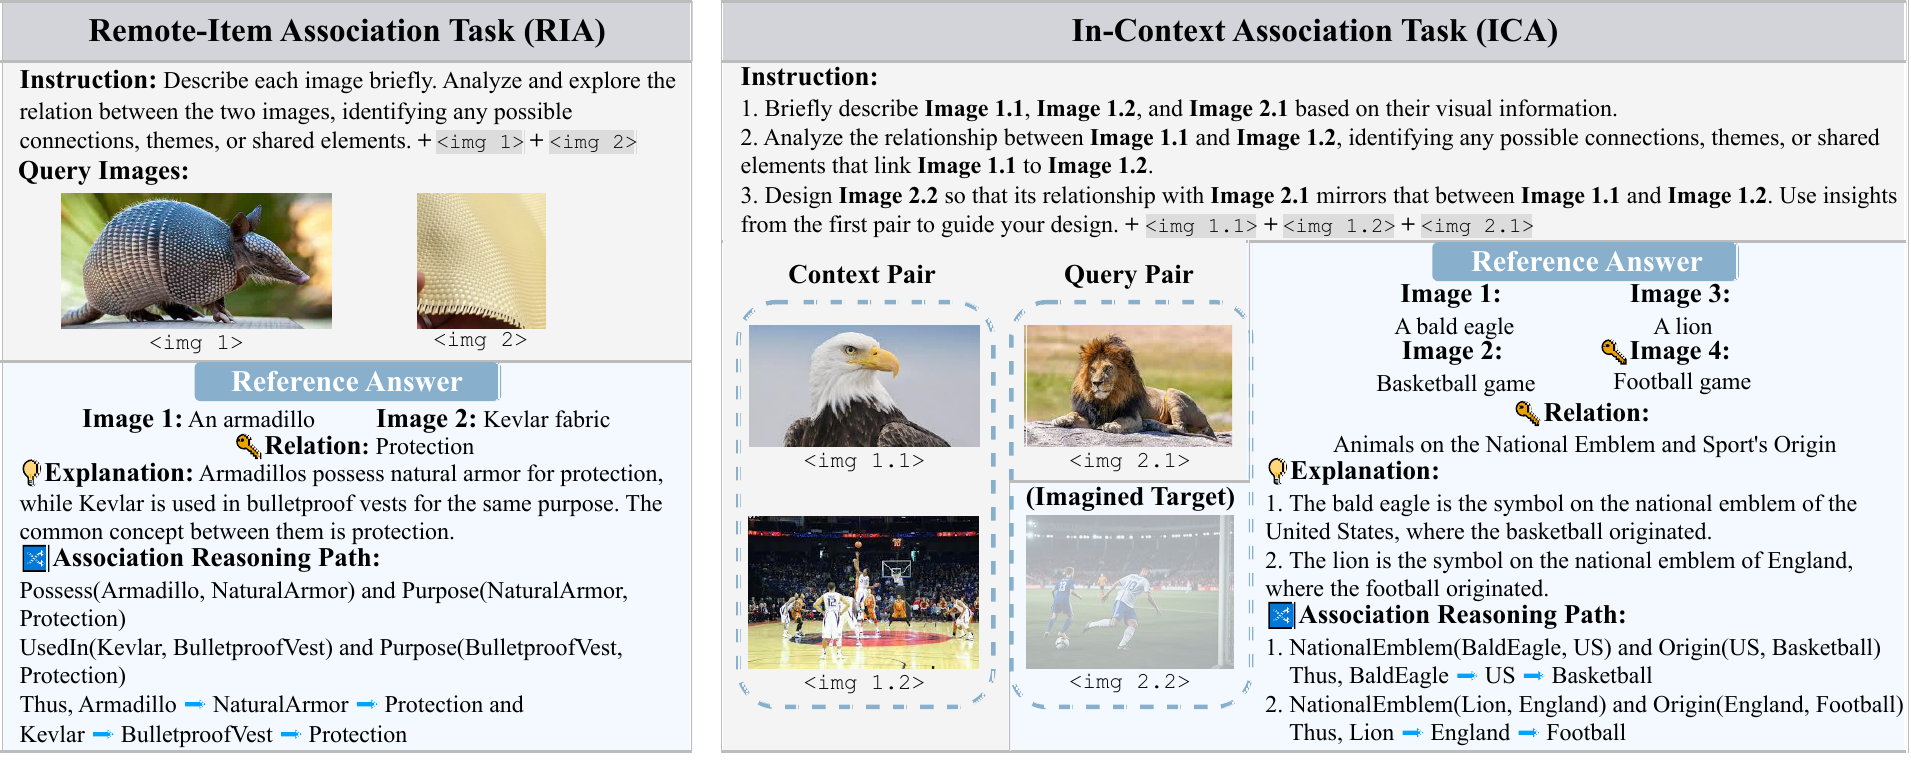 Remote-Item Association Task (RIA)
Instruction: Describe each image briefly. Analyze and explore the
relation between the two images, identifying any possible
connections, themes, or shared elements. + <img 1> + <img 2>
Query Images:
<img 1>
<img 2>
Reference Answer
Image 1: An armadillo Image 2: Kevlar fabric
Relation: Protection
Explanation: Armadillos possess natural armor for protection,
while Kevlar is used in bulletproof vests for the same purpose. The
common concept between them is protection.
Association Reasoning Path:
Possess(Armadillo, NaturalArmor) and Purpose(NaturalArmor,
Protection)
UsedIn(Kevlar, BulletproofVest) and Purpose(BulletproofVest,
Protection)
Thus, Armadillo → NaturalArmor → Protection and
Kevlar → BulletproofVest → Protection
In-Context Association Task (ICA)
Instruction:
1. Briefly describe Image 1.1, Image 1.2, and Image 2.1 based on their visual information.
2. Analyze the relationship between Image 1.1 and Image 1.2, identifying any possible connections, themes, or shared
elements that link Image 1.1 to Image 1.2.
3. Design Image 2.2 so that its relationship with Image 2.1 mirrors that between Image 1.1 and Image 1.2. Use insights
from the first pair to guide your design. + <img 1.1> + <img 1.2> + <img 2.1>
Context Pair
<img 1.1>
<img 1.2>
Query Pair
<img 2.1>
(Imagined Target)
<img 2.2>
Reference Answer
Image 1:
A bald eagle
Image 2:
Basketball game
Image 3:
A lion
Image 4:
Football game
Relation:
Animals on the National Emblem and Sport's Origin
Explanation:
1. The bald eagle is the symbol on the national emblem of the
United States, where the basketball originated.
2. The lion is the symbol on the national emblem of England,
where the football originated.
Association Reasoning Path:
1. NationalEmblem(BaldEagle, US) and Origin(US, Basketball)
Thus, BaldEagle → US → Basketball
2. NationalEmblem(Lion, England) and Origin(England, Football)
Thus, Lion → England → Football